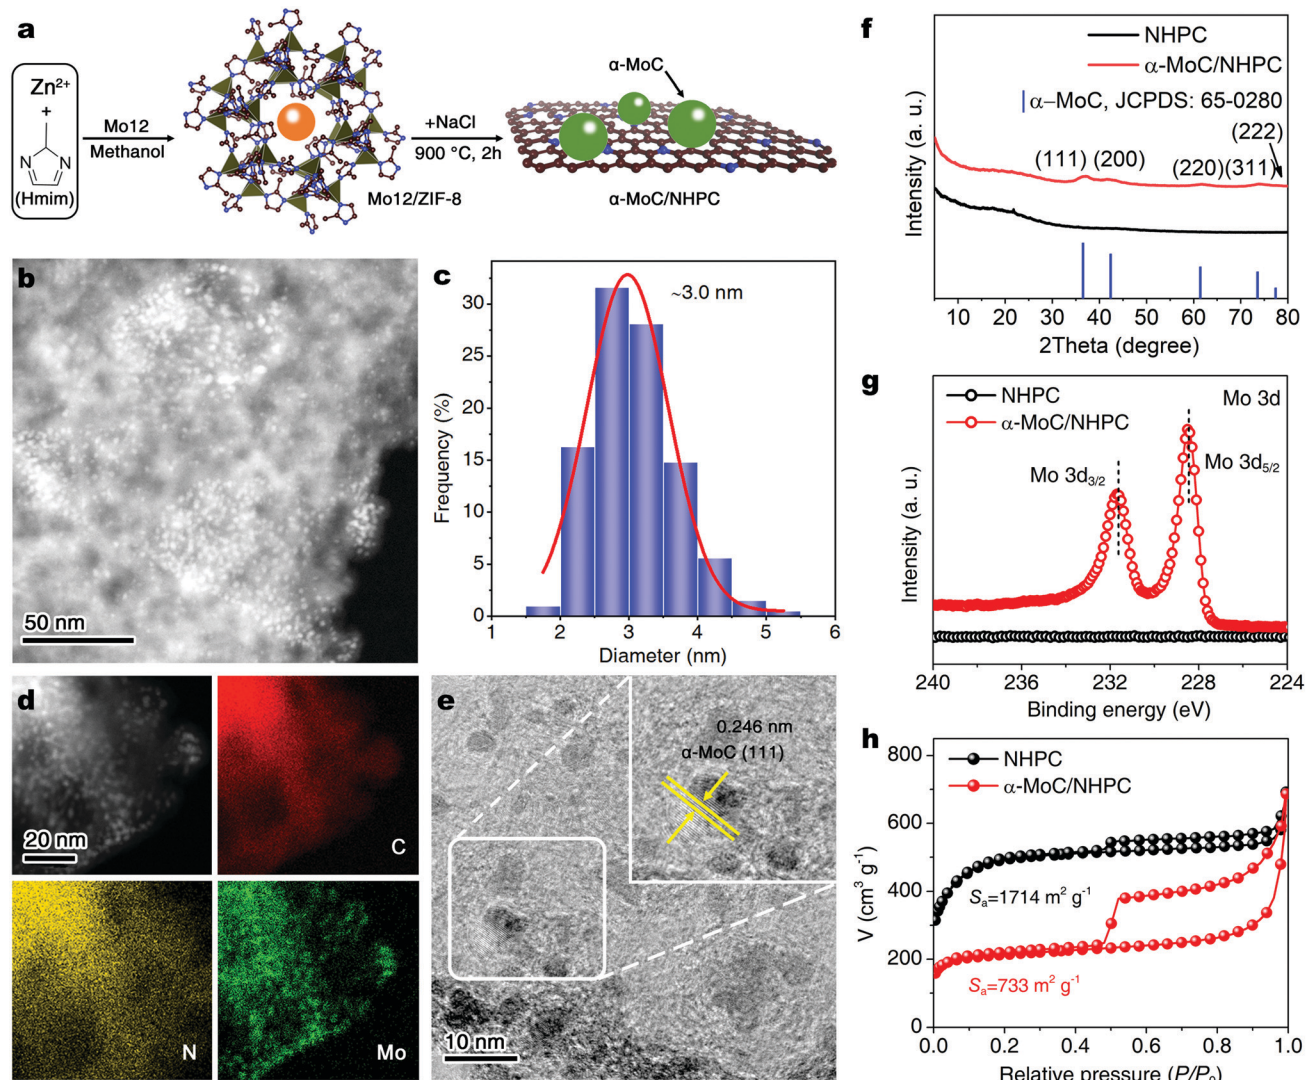 a
Zn²⁺
+
N
N
(Hmim)
Mo12
Methanol
Mo12/ZIF-8
+NaCl
900 °C, 2h
α-MoC
α-MoC/NHPC
b
50 nm
c
~3.0 nm
Frequency (%)
30
25
20
15
10
5
0
1 2 3 4 5 6
Diameter (nm)
d
20 nm
C
N
Mo
e
0.246 nm
α-MoC (111)
10 nm
f
NHPC
α-MoC/NHPC
α–MoC, JCPDS: 65-0280
(222)
(111) (200) (220)(311)
Intensity (a. u.)
10 20 30 40 50 60 70 80
2Theta (degree)
g
NHPC
α-MoC/NHPC
Mo 3d
Mo 3d₃/₂
Mo 3d₅/₂
Intensity (a. u.)
240 236 232 228 224
Binding energy (eV)
h
NHPC
α-MoC/NHPC
Sₐ=1714 m² g⁻¹
Sₐ=733 m² g⁻¹
V (cm³ g⁻¹)
800
600
400
200
0
0.0 0.2 0.4 0.6 0.8 1.0
Relative pressure (P/P₀)